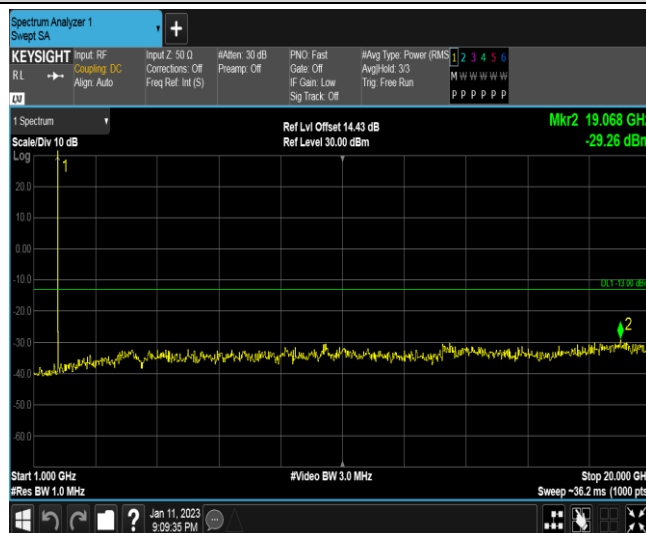 Spectrum Analyzer 1
Swept SA
+
KEYSIGHT
RL
LXI
Input: RF
Coupling: DC
Align: Auto
Input Z: 50 Ω
Corrections: Off
Freq Ref: Int (S)
#Atten: 30 dB
Preamp: Off
PNO: Fast
Gate: Off
IF Gain: Low
Sig Track: Off
#Avg Type: Power (RMS
Avg|Hold: 3/3
Trig: Free Run
1 2 3 4 5 6
M W W W W W
P P P P P P
1 Spectrum
Scale/Div 10 dB
Log
Ref Lvl Offset 14.43 dB
Ref Level 30.00 dBm
Mkr2 19.068 GHz
-29.26 dBm
1
20.0
10.0
0.00
-10.0
DL1 -13.00 dBm
-20.0
2
-30.0
-40.0
-50.0
-60.0
Start 1.000 GHz
#Video BW 3.0 MHz
Stop 20.000 GHz
#Res BW 1.0 MHz
Sweep ~36.2 ms (1000 pts)
?
Jan 11, 2023
9:09:35 PM